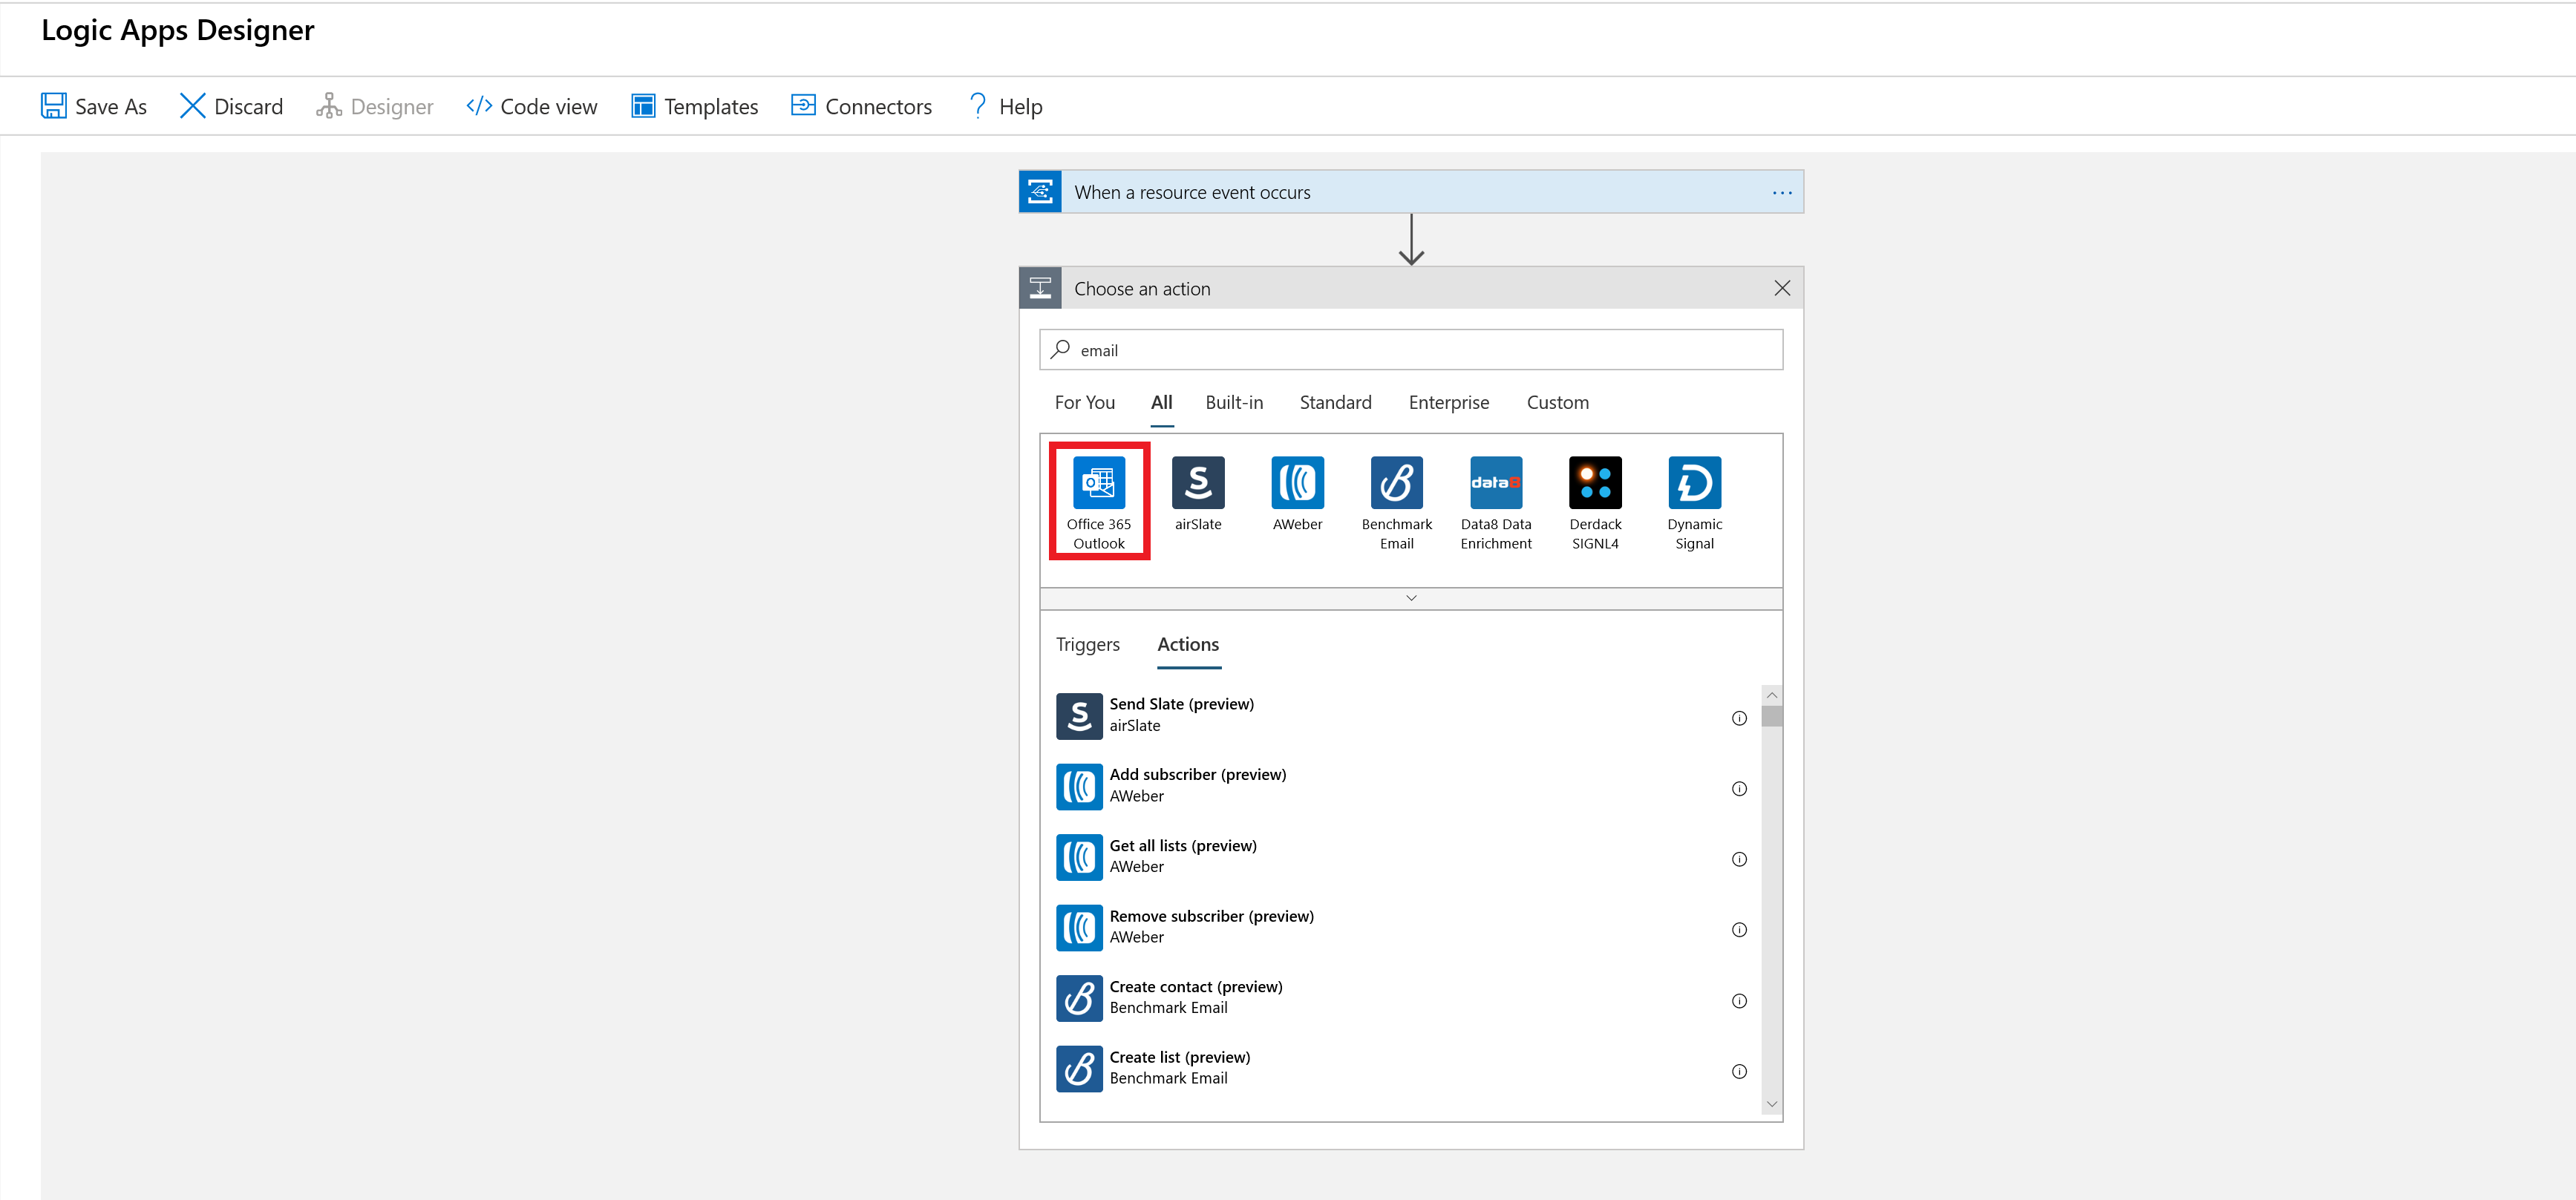 Logic Apps Designer
Save As Discard Designer </> Code view Templates Connectors ? Help
When a resource event occurs ...
Choose an action
email
For You All Built-in Standard Enterprise Custom
Office 365 Outlook
airSlate
AWeber
Benchmark Email
data8
Data8 Data Enrichment
Derdack SIGNL4
Dynamic Signal
Triggers Actions
Send Slate (preview)
airSlate
Add subscriber (preview)
AWeber
Get all lists (preview)
AWeber
Remove subscriber (preview)
AWeber
Create contact (preview)
Benchmark Email
Create list (preview)
Benchmark Email